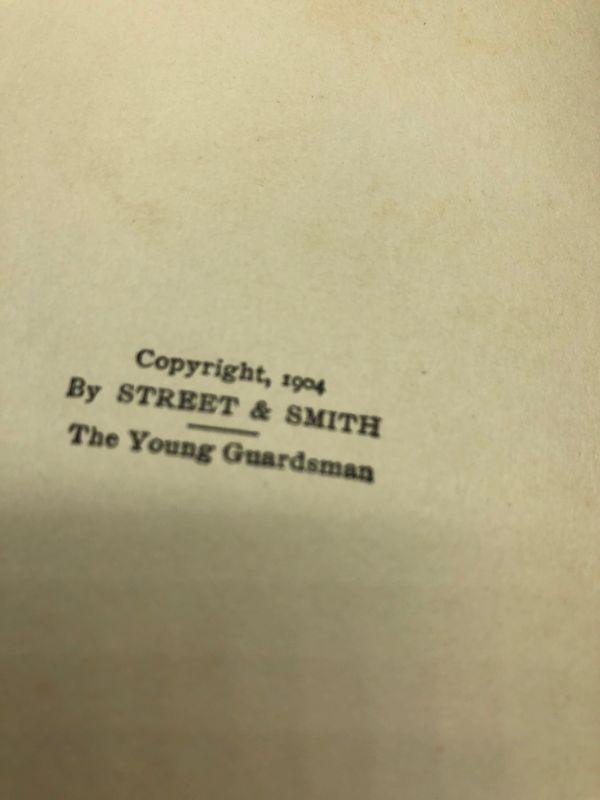 Copyright, 1904
By STREET & SMITH
The Young Guardsman